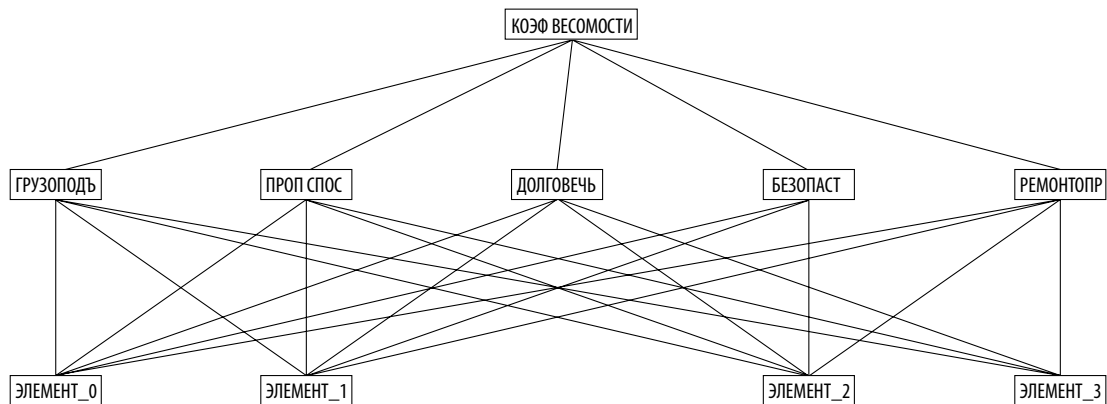 КОЭФ ВЕСОМОСТИ
ГРУЗОПОДЪ
ПРОП СПОС
ДОЛГОВЕЧЬ
БЕЗОПАСТ
РЕМОНТОПР
ЭЛЕМЕНТ_0
ЭЛЕМЕНТ_1
ЭЛЕМЕНТ_2
ЭЛЕМЕНТ_3